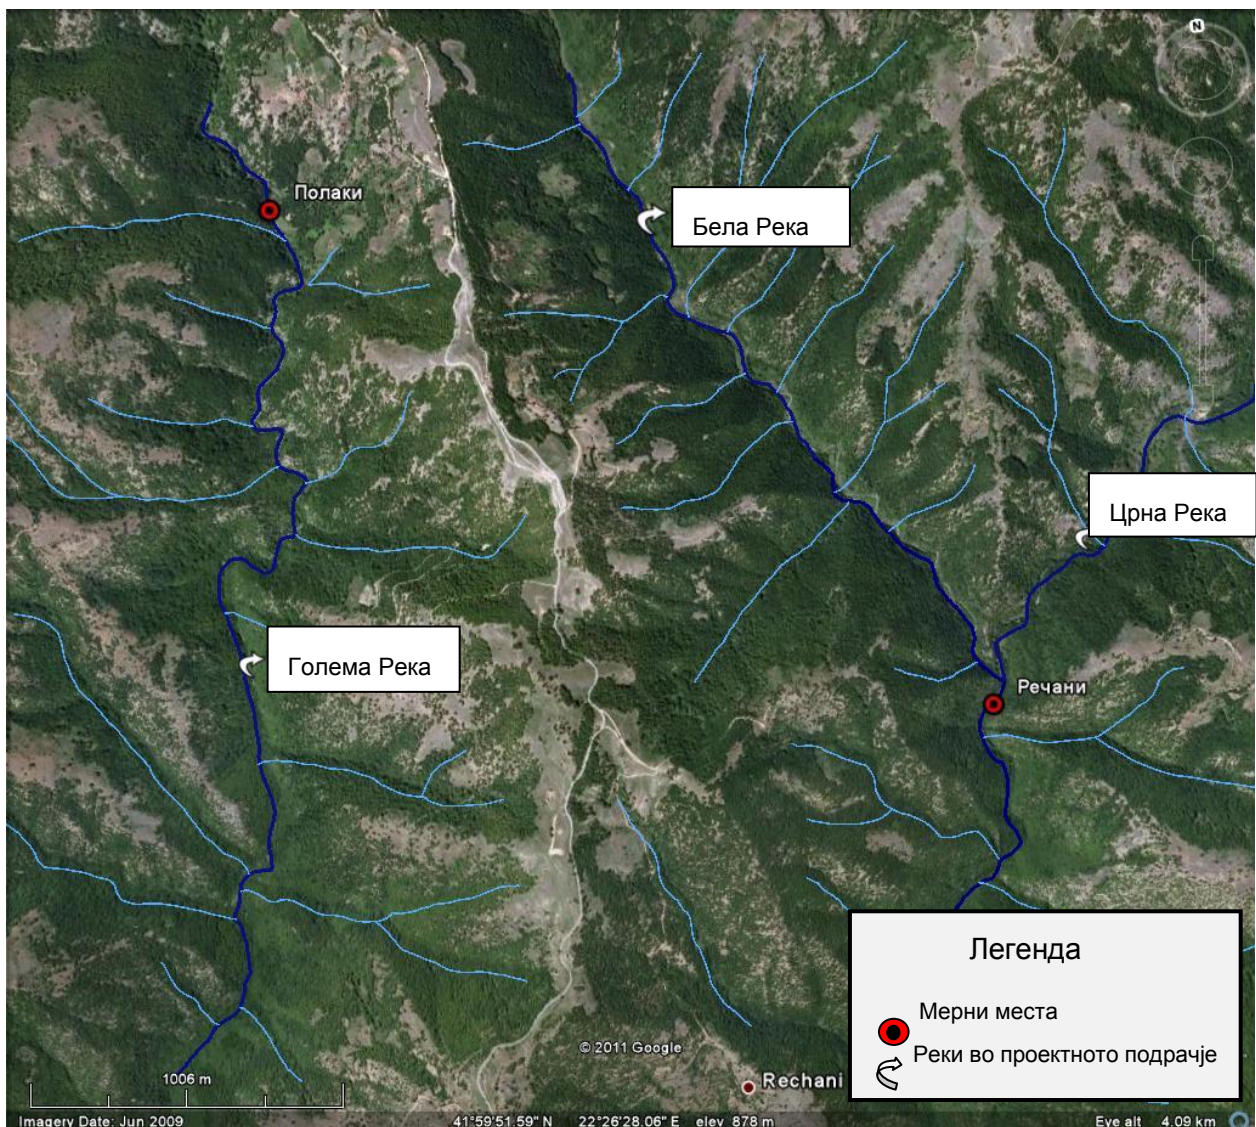 N
Полаки
Бела Река
Црна Река
Голема Река
Речани
Легенда
Мерни места
Реки во проектното подрачје
© 2011 Google
Rechani
1006 m
Imagery Date: Jun 2009
41°59'51.59" N 22°26'28.06" E elev 878 m
Eye alt 4.09 km